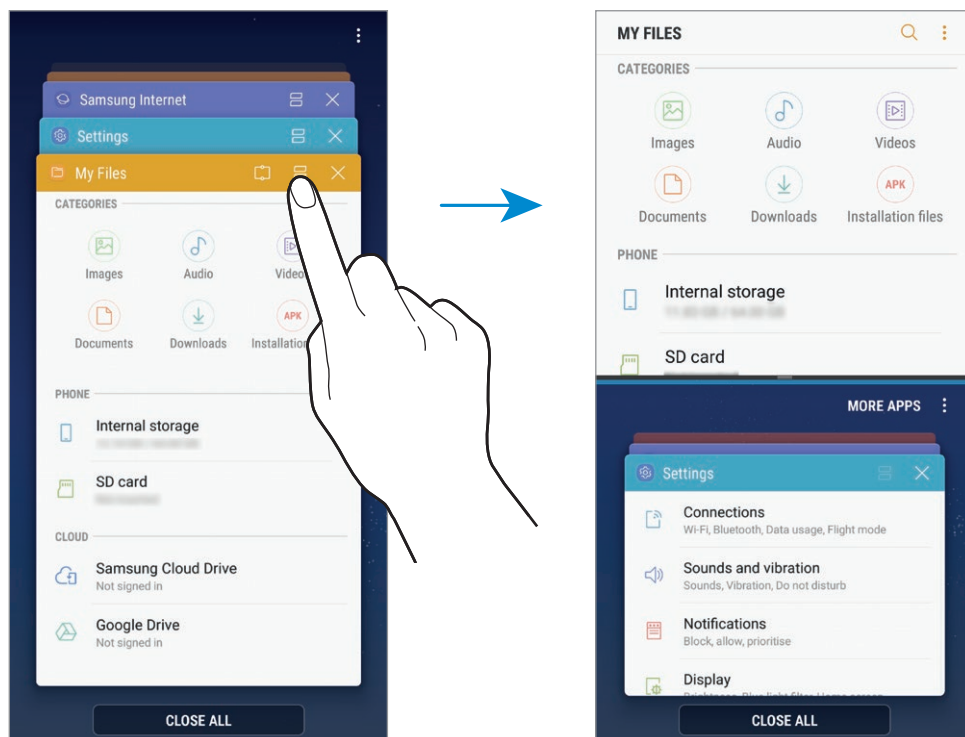 Samsung Internet
Settings
My Files
CATEGORIES
Images
Audio
Documents
Downloads
APK
PHONE
Internal storage
SD card
CLOUD
Samsung Cloud Drive
Not signed in
Google Drive
Not signed in
CLOSE ALL
MY FILES
CATEGORIES
Images
Audio
Videos
Documents
Downloads
APK
Installation files
PHONE
Internal storage
SD card
MORE APPS
Settings
Connections
Wi-Fi, Bluetooth, Data usage, Flight mode
Sounds and vibration
Sounds, Vibration, Do not disturb
Notifications
Block, allow, prioritise
Display
CLOSE ALL